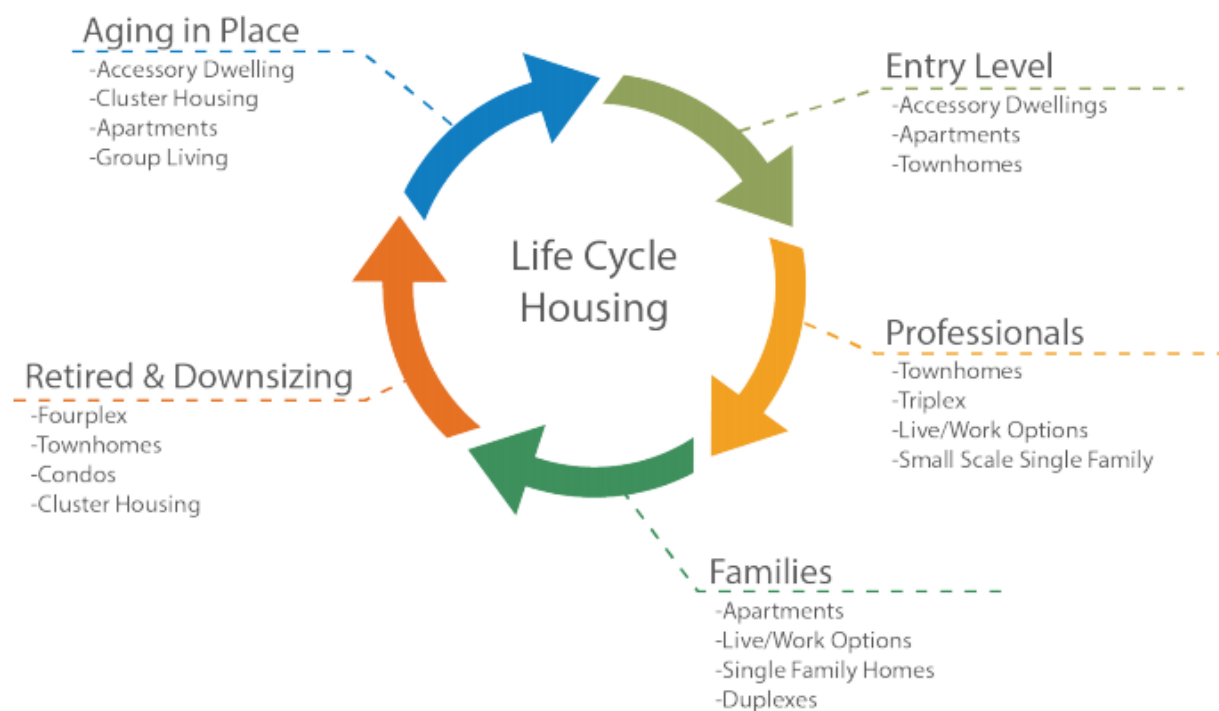 Aging in Place
-Accessory Dwelling
-Cluster Housing
-Apartments
-Group Living
Entry Level
-Accessory Dwellings
-Apartments
-Townhomes
Life Cycle
Housing
Professionals
-Townhomes
-Triplex
-Live/Work Options
-Small Scale Single Family
Retired & Downsizing
-Fourplex
-Townhomes
-Condos
-Cluster Housing
Families
-Apartments
-Live/Work Options
-Single Family Homes
-Duplexes